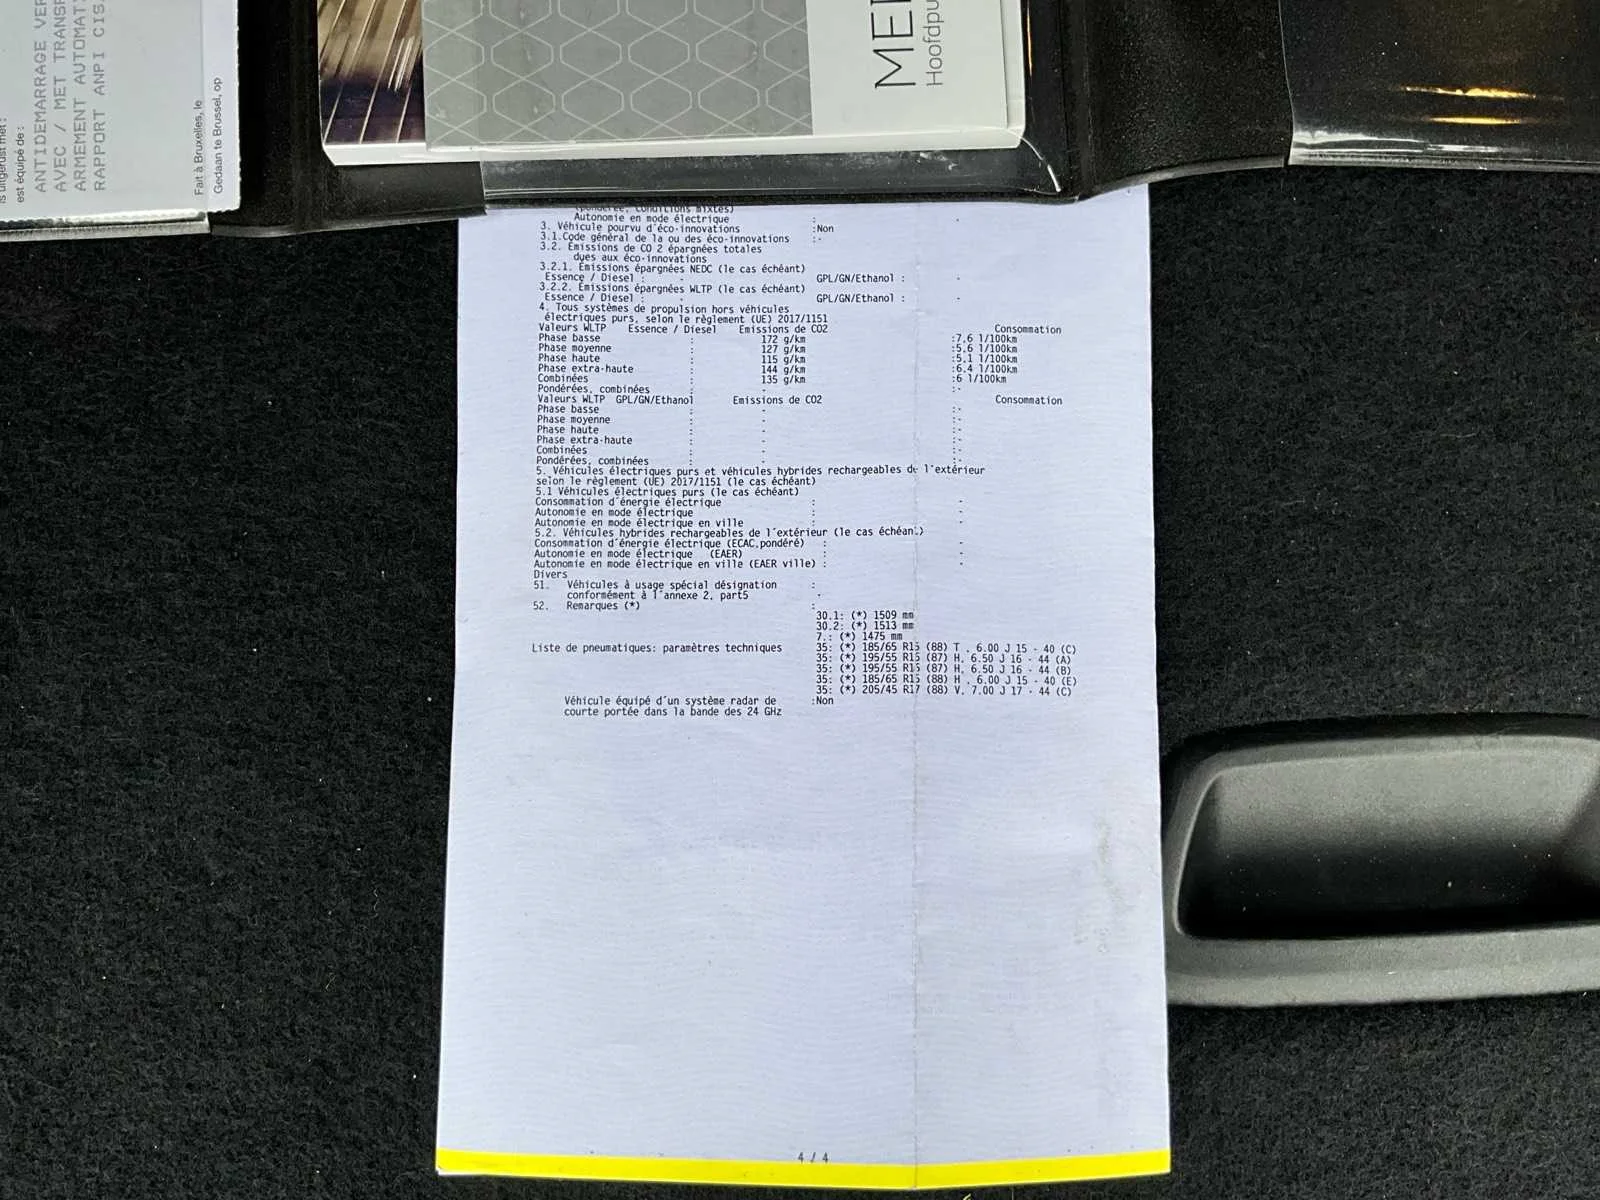 est équipé de :
ANTIDEMARRAGE
AVEC / MET
ARMEMENT
RAPPORT ANPI
Fait à Bruxelles, le
Gedaan te Brussel, op
Autonomie en mode électrique : -
3. Véhicule pourvu d'éco-innovations :Non
3.1.Code général de la ou des éco-innovations :-
3.2. Emissions de CO 2 épargnées totales
dues aux éco-innovations
3.2.1. Emissions épargnées NEDC (le cas échéant)
Essence / Diesel : - GPL/GN/Ethanol : -
3.2.2. Emissions épargnées WLTP (le cas échéant)
Essence / Diesel : - GPL/GN/Ethanol : -
4. Tous systèmes de propulsion hors véhicules
électriques purs, selon le règlement (UE) 2017/1151
Valeurs WLTP Essence / Diesel Emissions de CO2 Consommation
Phase basse : 172 g/km :7.6 l/100km
Phase moyenne : 127 g/km :5.6 l/100km
Phase haute : 115 g/km :5.1 l/100km
Phase extra-haute : 144 g/km :6.4 l/100km
Combinées : 135 g/km :6 l/100km
Pondérées, combinées : - :-
Valeurs WLTP GPL/GN/Ethanol Emissions de CO2 Consommation
Phase basse : - :-
Phase moyenne : - :-
Phase haute : - :-
Phase extra-haute : - :-
Combinées : - :-
Pondérées, combinées : - :-
5. Véhicules électriques purs et véhicules hybrides rechargeables de l'extérieur
selon le règlement (UE) 2017/1151 (le cas échéant)
5.1 Véhicules électriques purs (le cas échéant)
Consommation d'énergie électrique : -
Autonomie en mode électrique : -
Autonomie en mode électrique en ville : -
5.2. Véhicules hybrides rechargeables de l'extérieur (le cas échéant)
Consommation d'énergie électrique (ECAC,pondéré) : -
Autonomie en mode électrique (EAER) : -
Autonomie en mode électrique en ville (EAER ville) : -
Divers
51. Véhicules à usage spécial désignation :
conformément à l'annexe 2, part5 -
52. Remarques (*) :
30.1: (*) 1509 mm
30.2: (*) 1513 mm
7.: (*) 1475 mm
Liste de pneumatiques: paramètres techniques 35: (*) 185/65 R15 (88) T , 6.00 J 15 - 40 (C)
35: (*) 195/55 R15 (87) H, 6.50 J 16 - 44 (A)
35: (*) 195/55 R15 (87) H, 6.50 J 16 - 44 (B)
35: (*) 185/65 R15 (88) H , 6.00 J 15 - 40 (E)
35: (*) 205/45 R17 (88) V, 7.00 J 17 - 44 (C)
Véhicule équipé d'un système radar de :Non
courte portée dans la bande des 24 GHz
4 / 4